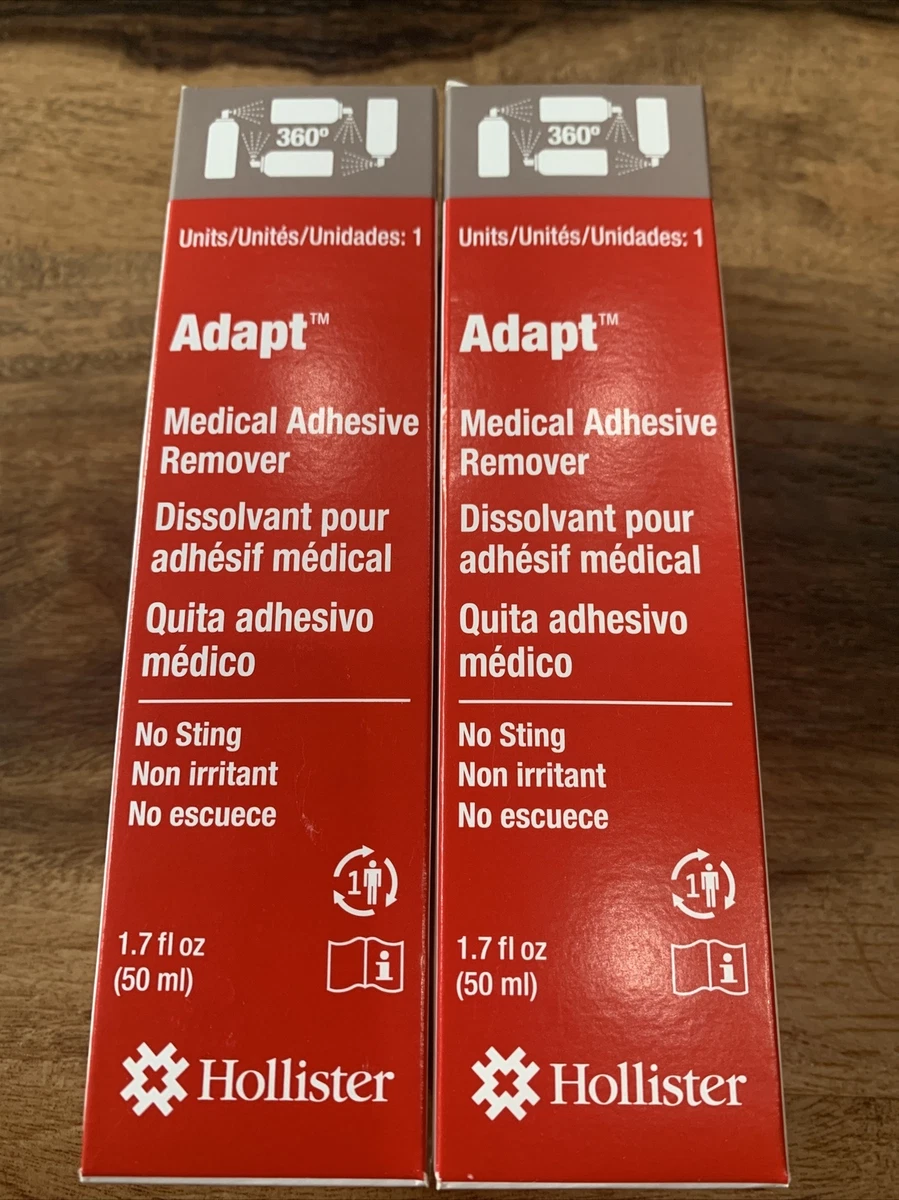 360º
Units/Unités/Unidades: 1
Adapt™
Medical Adhesive
Remover
Dissolvant pour
adhésif médical
Quita adhesivo
médico
No Sting
Non irritant
No escuece
1
1.7 fl oz
(50 ml)
i
Hollister
360º
Units/Unités/Unidades: 1
Adapt™
Medical Adhesive
Remover
Dissolvant pour
adhésif médical
Quita adhesivo
médico
No Sting
Non irritant
No escuece
1
1.7 fl oz
(50 ml)
i
Hollister